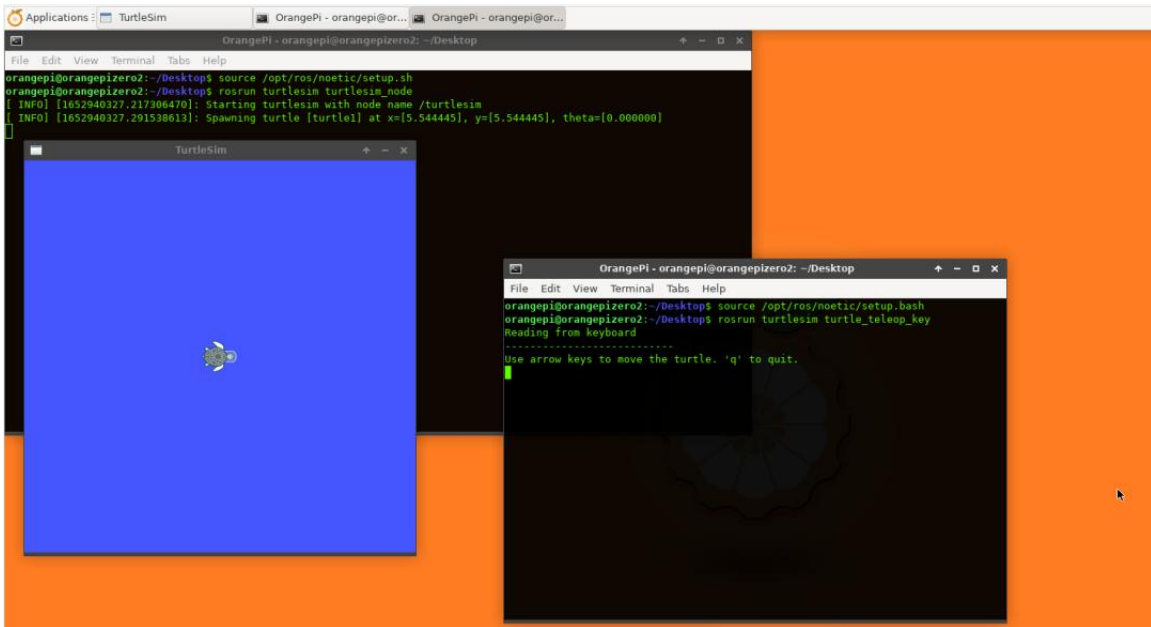 Applications : TurtleSim OrangePi - orangepi@or... OrangePi - orangepi@or...
OrangePi - orangepi@orangepizero2: ~/Desktop
File Edit View Terminal Tabs Help
orangepi@orangepizero2:~/Desktop$ source /opt/ros/noetic/setup.sh
orangepi@orangepizero2:~/Desktop$ rosrun turtlesim turtlesim_node
[ INFO] [1652940327.217306470]: Starting turtlesim with node name /turtlesim
[ INFO] [1652940327.291538613]: Spawning turtle [turtle1] at x=[5.544445], y=[5.544445], theta=[0.000000]
TurtleSim
OrangePi - orangepi@orangepizero2: ~/Desktop
File Edit View Terminal Tabs Help
orangepi@orangepizero2:~/Desktop$ source /opt/ros/noetic/setup.bash
orangepi@orangepizero2:~/Desktop$ rosrun turtlesim turtle_teleop_key
Reading from keyboard
---------------------------
Use arrow keys to move the turtle. 'q' to quit.